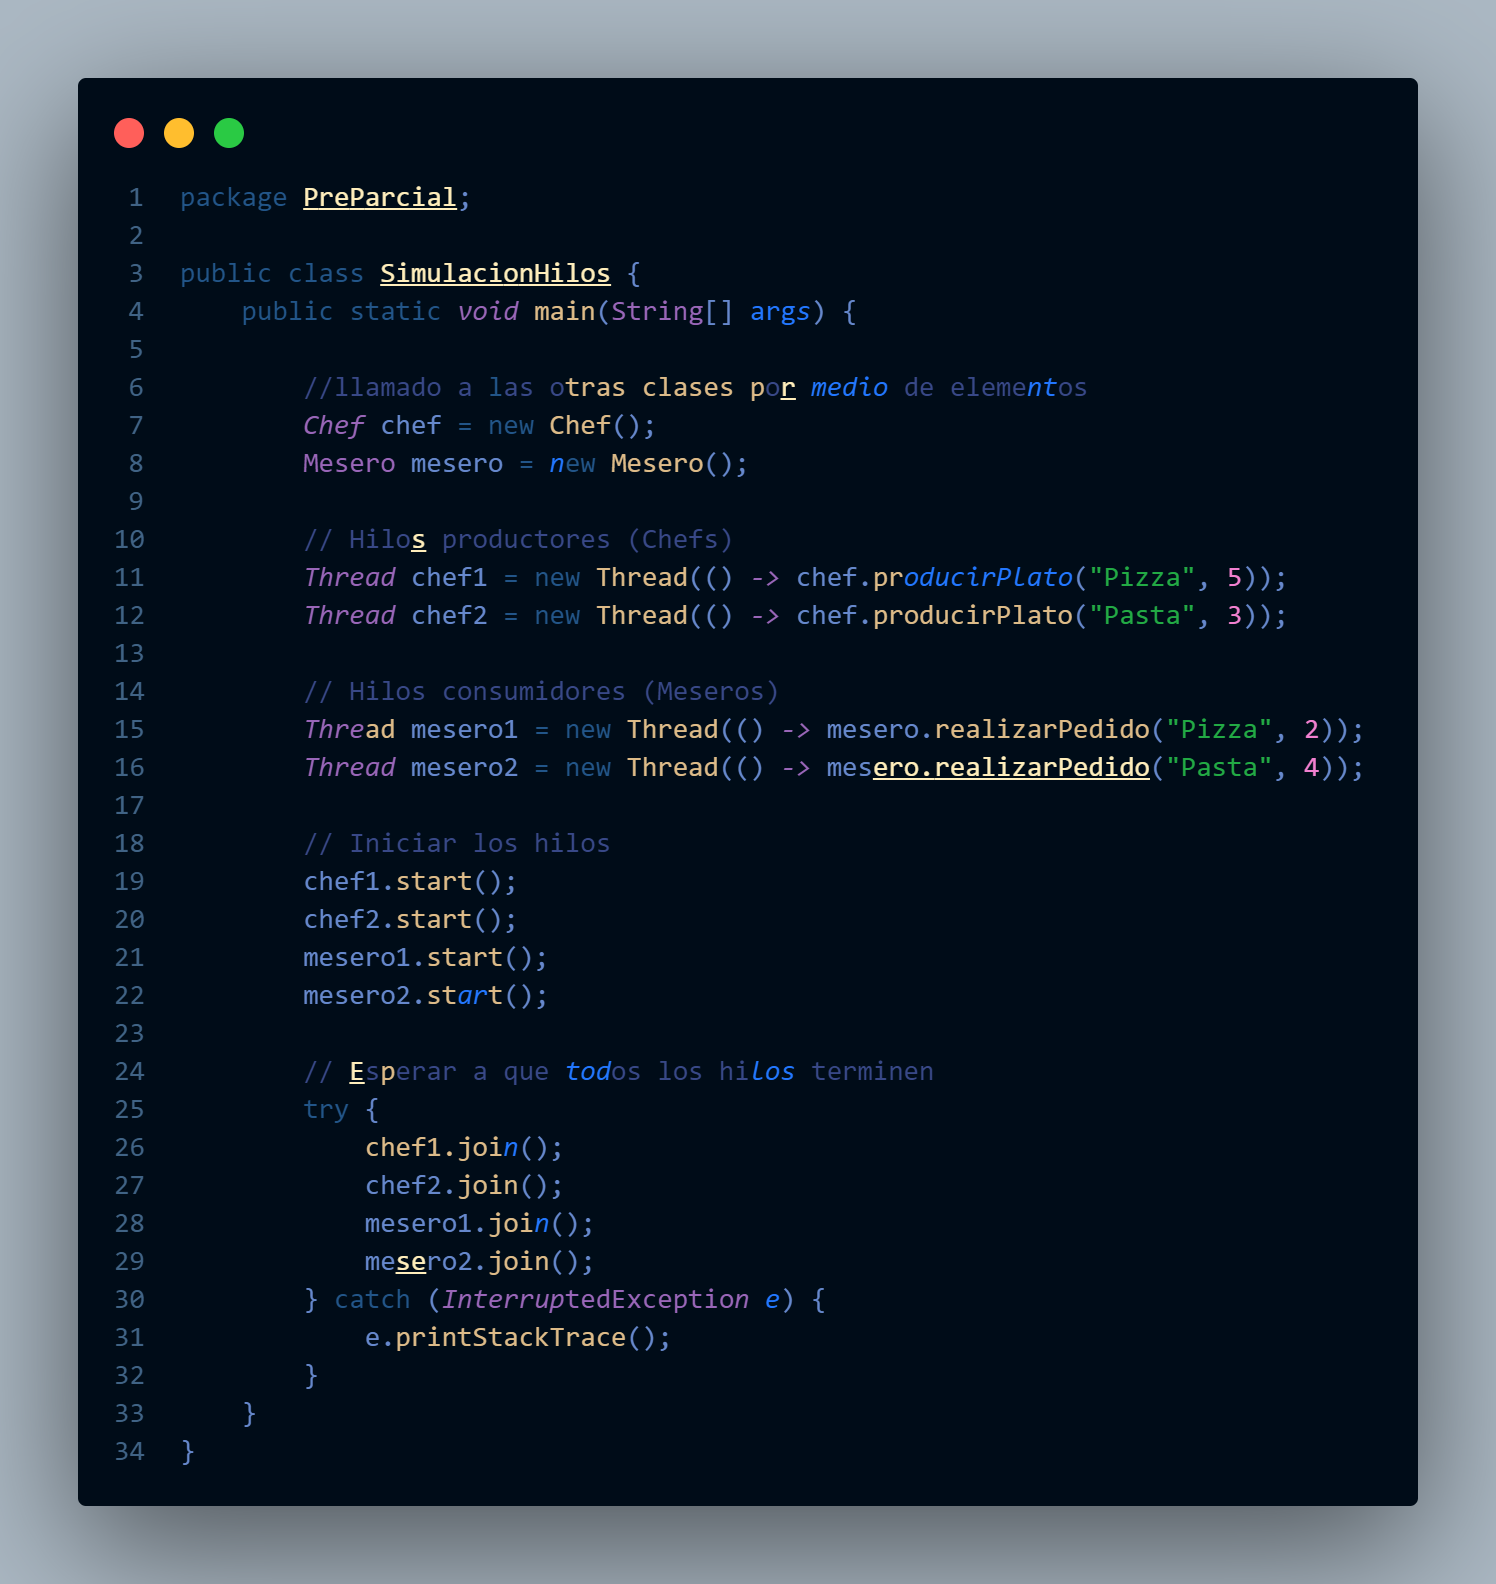 1 package PreParcial;
2
3 public class SimulacionHilos {
4     public static void main(String[] args) {
5
6         //llamado a las otras clases por medio de elementos
7         Chef chef = new Chef();
8         Mesero mesero = new Mesero();
9
10         // Hilos productores (Chefs)
11         Thread chef1 = new Thread(() -> chef.producirPlato("Pizza", 5));
12         Thread chef2 = new Thread(() -> chef.producirPlato("Pasta", 3));
13
14         // Hilos consumidores (Meseros)
15         Thread mesero1 = new Thread(() -> mesero.realizarPedido("Pizza", 2));
16         Thread mesero2 = new Thread(() -> mesero.realizarPedido("Pasta", 4));
17
18         // Iniciar los hilos
19         chef1.start();
20         chef2.start();
21         mesero1.start();
22         mesero2.start();
23
24         // Esperar a que todos los hilos terminen
25         try {
26             chef1.join();
27             chef2.join();
28             mesero1.join();
29             mesero2.join();
30         } catch (InterruptedException e) {
31             e.printStackTrace();
32         }
33     }
34 }